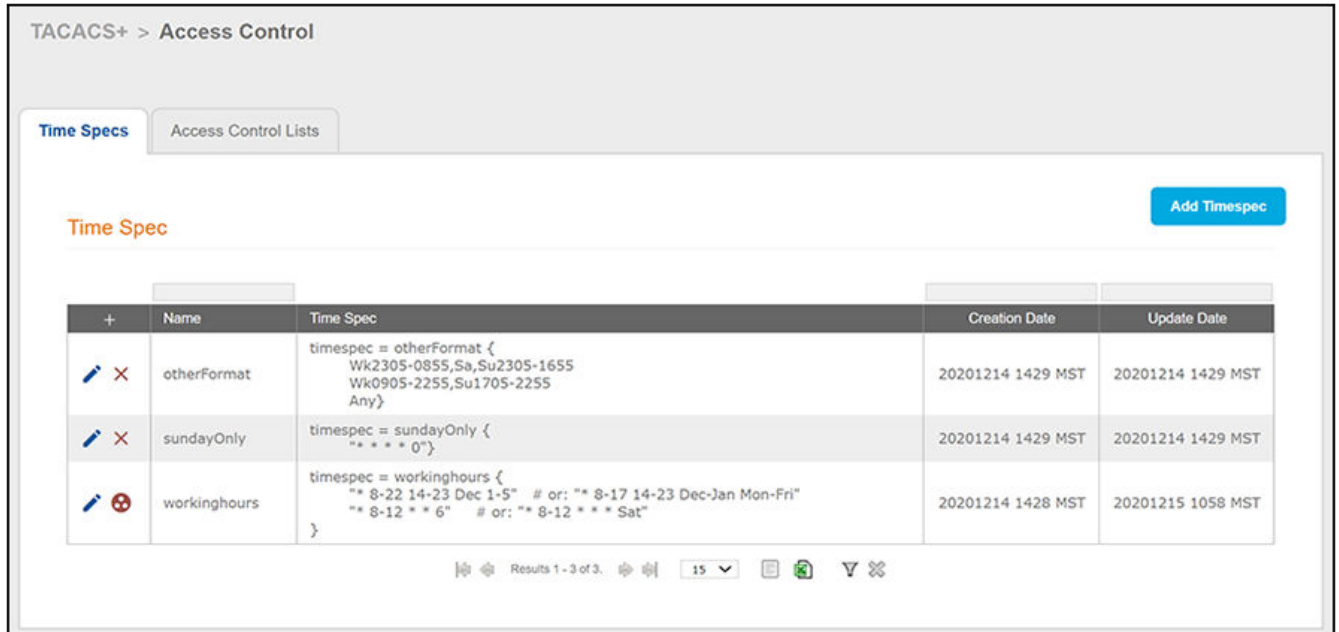 TACACS+ > Access Control
Time Specs Access Control Lists
Add Timespec
Time Spec
+ Name Time Spec Creation Date Update Date
timespec = otherFormat {
Wk2305-0855,Sa,Su2305-1655
otherFormat 20201214 1429 MST 20201214 1429 MST
Wk0905-2255,Su1705-2255
Any}
timespec = sundayOnly {
sundayOnly 20201214 1429 MST 20201214 1429 MST
"* * * * 0"}
timespec = workinghours {
"* 8-22 14-23 Dec 1-5" # or: "* 8-17 14-23 Dec-Jan Mon-Fri"
workinghours 20201214 1428 MST 20201215 1058 MST
"* 8-12 * * 6" # or: "* 8-12 * * * Sat"
}
Results 1 - 3 of 3. 15